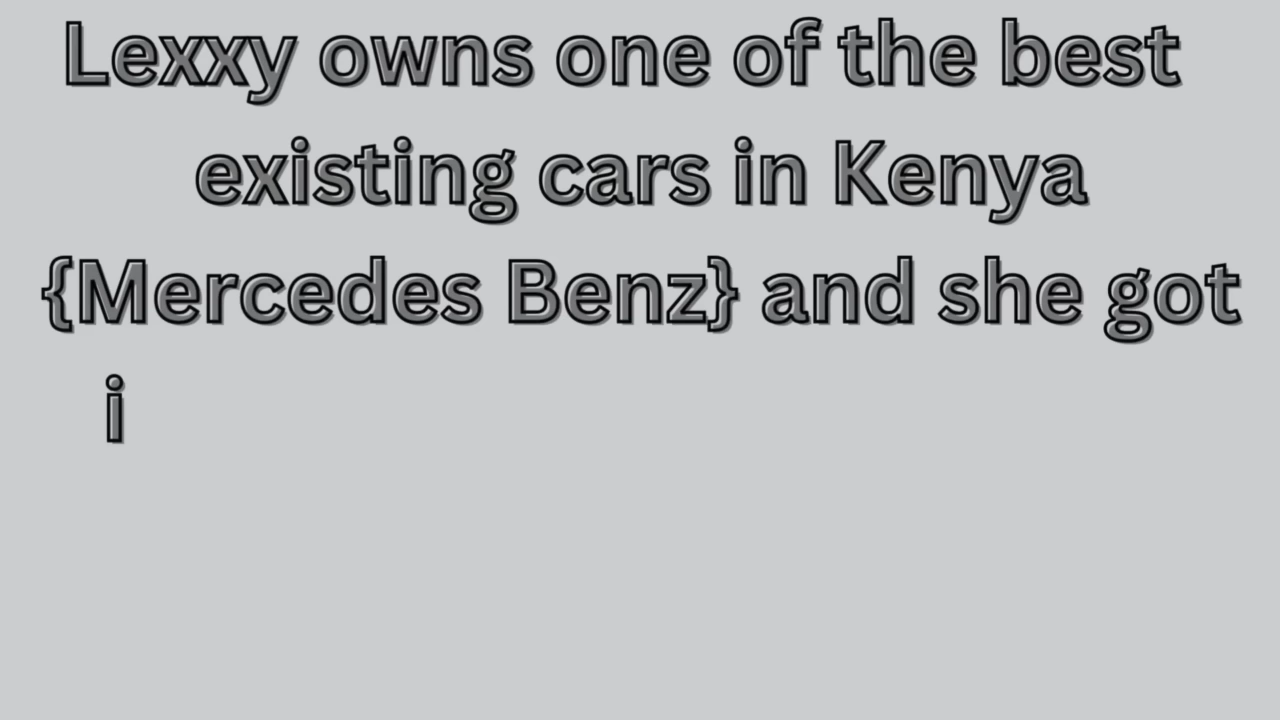 Lexxy owns one of the best
existing cars in Kenya
{Mercedes Benz} and she got
i